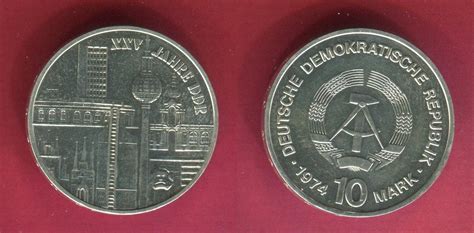 XXV JAHRE DDR
DEUTSCHE DEMOKRATISCHE REPUBLIK
1974 10 MARK